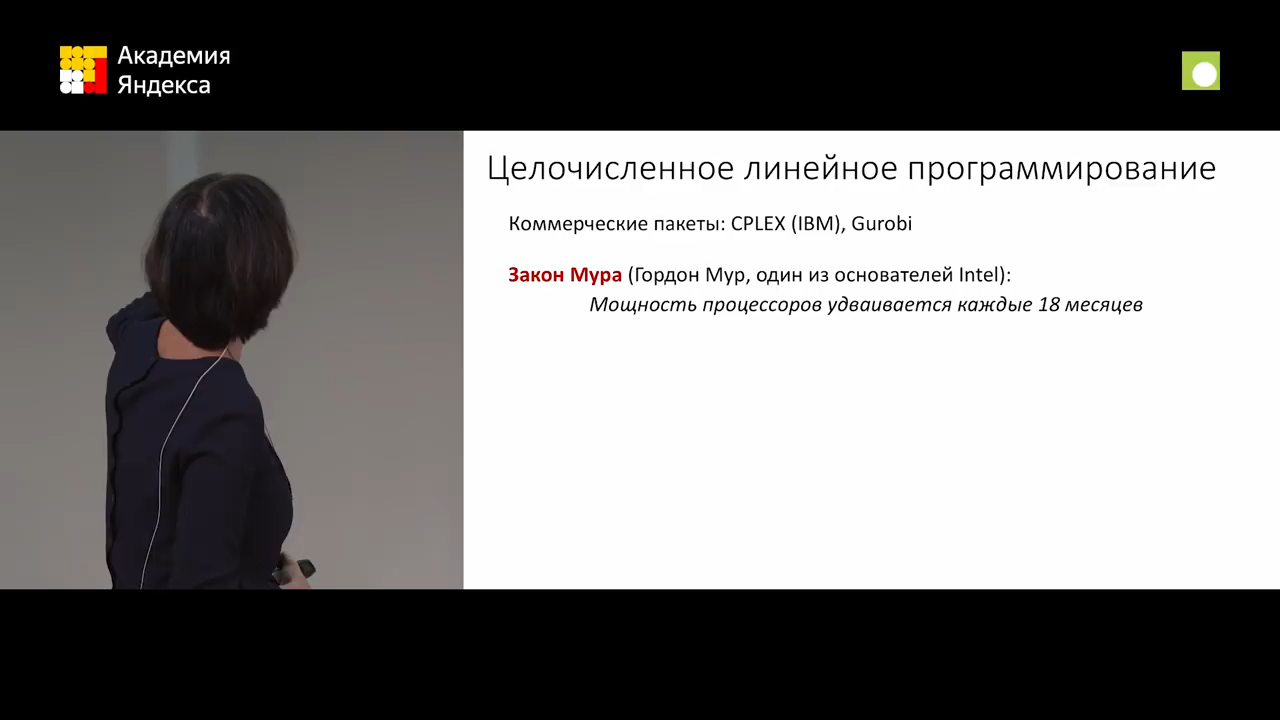 Академия
Яндекса
Целочисленное линейное программирование
Коммерческие пакеты: CPLEX (IBM), Gurobi
Закон Мура (Гордон Мур, один из основателей Intel):
Мощность процессоров удваивается каждые 18 месяцев